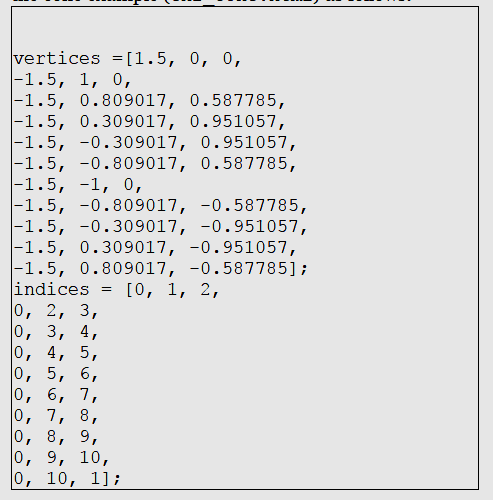 vertices =[1.5, 0, 0,
-1.5, 1, 0,
-1.5, 0.809017, 0.587785,
-1.5, 0.309017, 0.951057,
-1.5, -0.309017, 0.951057,
-1.5, -0.809017, 0.587785,
-1.5, -1, 0,
-1.5, -0.809017, -0.587785,
-1.5, -0.309017, -0.951057,
-1.5, 0.309017, -0.951057,
-1.5, 0.809017, -0.587785];
indices = [0, 1, 2,
0, 2, 3,
0, 3, 4,
0, 4, 5,
0, 5, 6,
0, 6, 7,
0, 7, 8,
0, 8, 9,
0, 9, 10,
0, 10, 1];